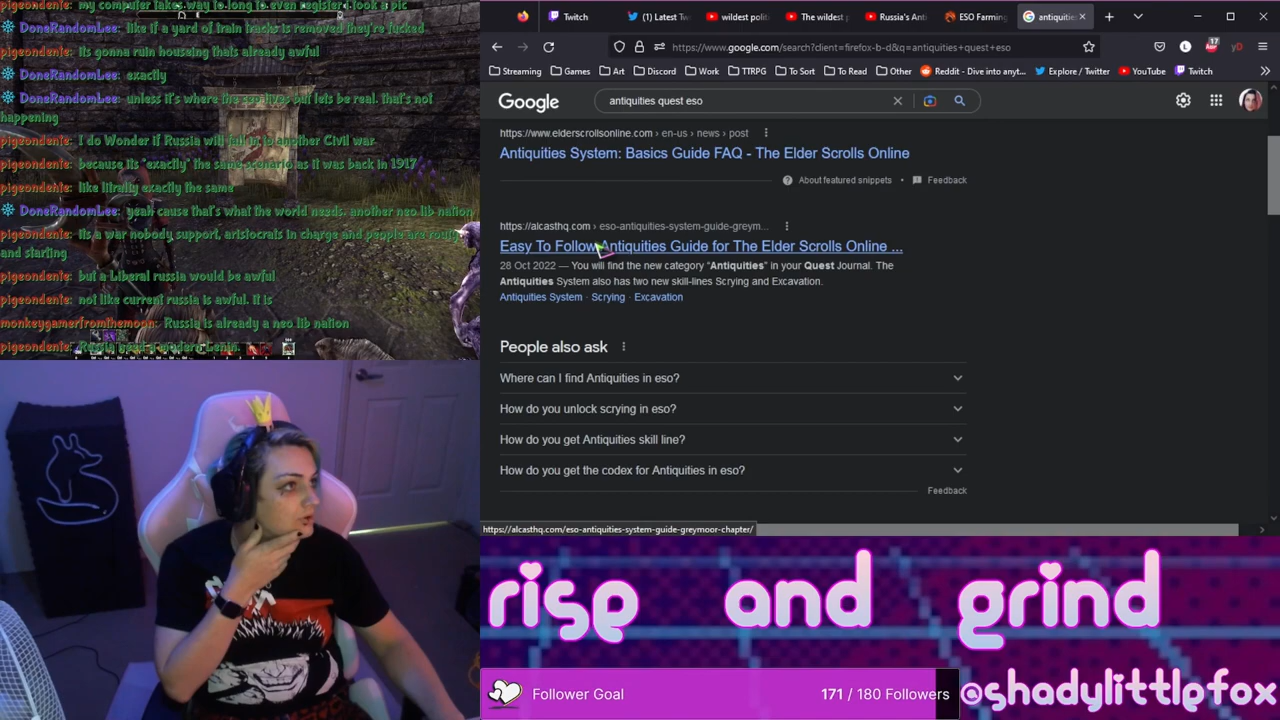 my computer takes way to long to even register i took a pic
DoneRandomLee: like if a yard of train tracks is removed they're fucked
pigeondente: its gonna ruin houseing thats already awful
DoneRandomLee: exactly
DoneRandomLee: unless it's where the ceo lives but lets be real. that's not
happening
pigeondente: I do Wonder if Russia will fall in to another Civil war
pigeondente: because its "exactly" the same scenario as it was back in 1917
pigeondente: like litrally exactly the same
DoneRandomLee: yeah cause that's what the world needs. another neo lib nation
pigeondente: its a war nobody support, aristocrats in charge and people are rouig
and starting
pigeondente: but a Liberal russia would be awful
pigeondente: not like current russia is awful. it is
monkeygamerfromthemoon: Russia is already a neo lib nation
pigeondente: Russia need a modern Lenin.
Twitch
(1) Latest Tw
wildest polit
The wildest p
Russia's Anti
ESO Farming
antiquities
https://www.google.com/search?client=firefox-b-d&q=antiquities+quest+eso
17
Streaming
Games
Art
Discord
Work
TTRPG
To Sort
To Read
Other
Reddit - Dive into anyt...
Explore / Twitter
YouTube
Twitch
Google
antiquities quest eso
https://www.elderscrollsonline.com › en-us › news › post
Antiquities System: Basics Guide FAQ - The Elder Scrolls Online
About featured snippets • Feedback
https://alcasthq.com › eso-antiquities-system-guide-greym...
Easy To Follow Antiquities Guide for The Elder Scrolls Online ...
28 Oct 2022 — You will find the new category "Antiquities" in your Quest Journal. The
Antiquities System also has two new skill-lines Scrying and Excavation.
Antiquities System · Scrying · Excavation
People also ask
Where can I find Antiquities in eso?
How do you unlock scrying in eso?
How do you get Antiquities skill line?
How do you get the codex for Antiquities in eso?
Feedback
https://alcasthq.com/eso-antiquities-system-guide-greymoor-chapter/
rise and grind
Follower Goal
171 / 180 Followers
@shadylittlefox